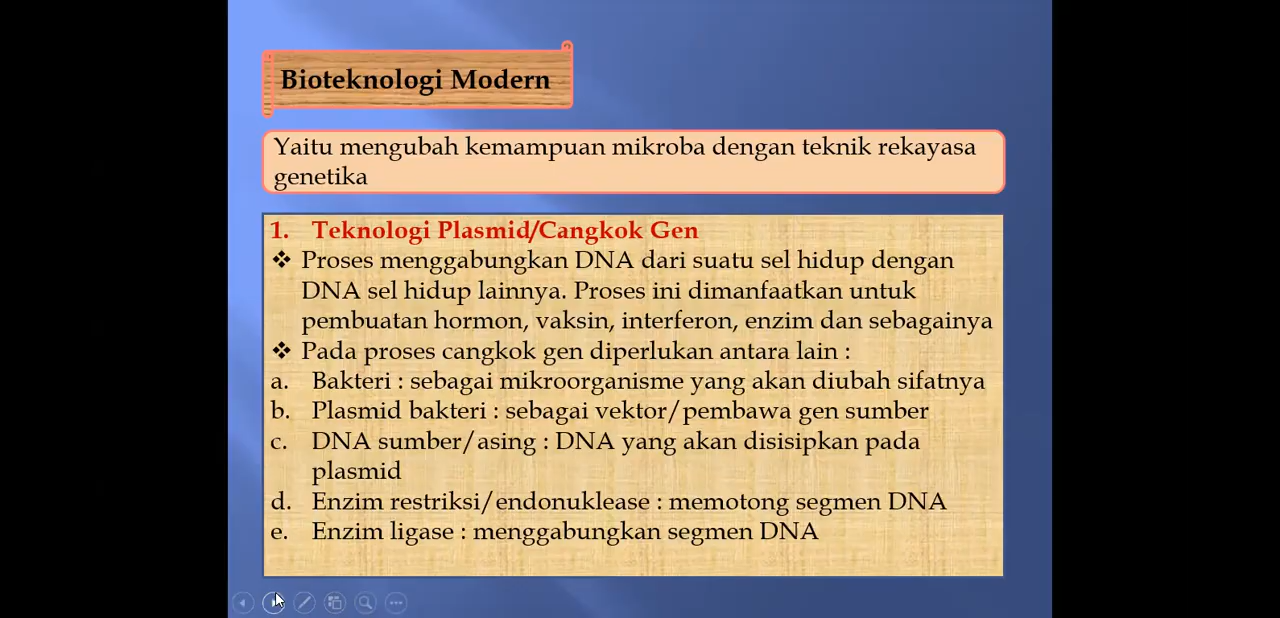 Bioteknologi Modern
Yaitu mengubah kemampuan mikroba dengan teknik rekayasa
genetika
1. Teknologi Plasmid/Cangkok Gen
❖ Proses menggabungkan DNA dari suatu sel hidup dengan
DNA sel hidup lainnya. Proses ini dimanfaatkan untuk
pembuatan hormon, vaksin, interferon, enzim dan sebagainya
❖ Pada proses cangkok gen diperlukan antara lain :
a. Bakteri : sebagai mikroorganisme yang akan diubah sifatnya
b. Plasmid bakteri : sebagai vektor/pembawa gen sumber
c. DNA sumber/asing : DNA yang akan disisipkan pada
plasmid
d. Enzim restriksi/endonuklease : memotong segmen DNA
e. Enzim ligase : menggabungkan segmen DNA